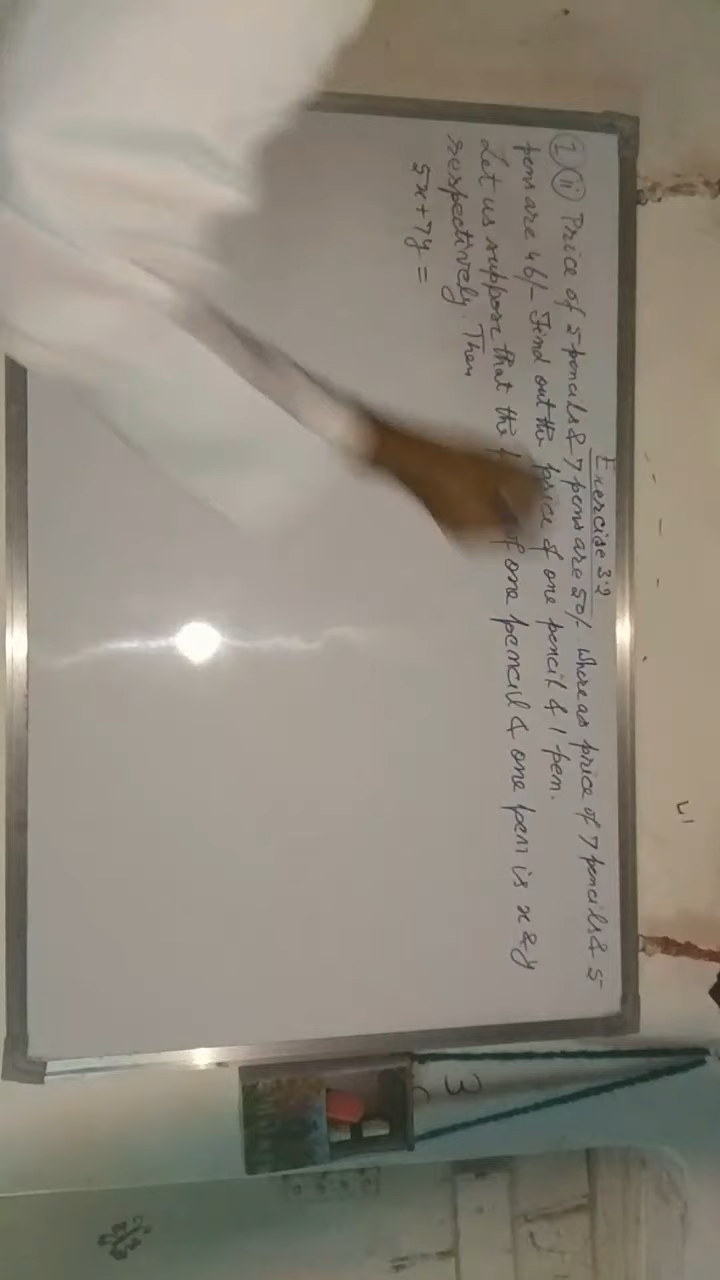 Exercise 3.2
1 ii Price of 5 pencils & 7 pens are 50/- Whereas price of 7 pencils & 5
pens are 46/- Find out the price of one pencil & 1 pen.
Let us suppose that the of one pencil & one pen is x & y
respectively. Then
5x+7y =
3